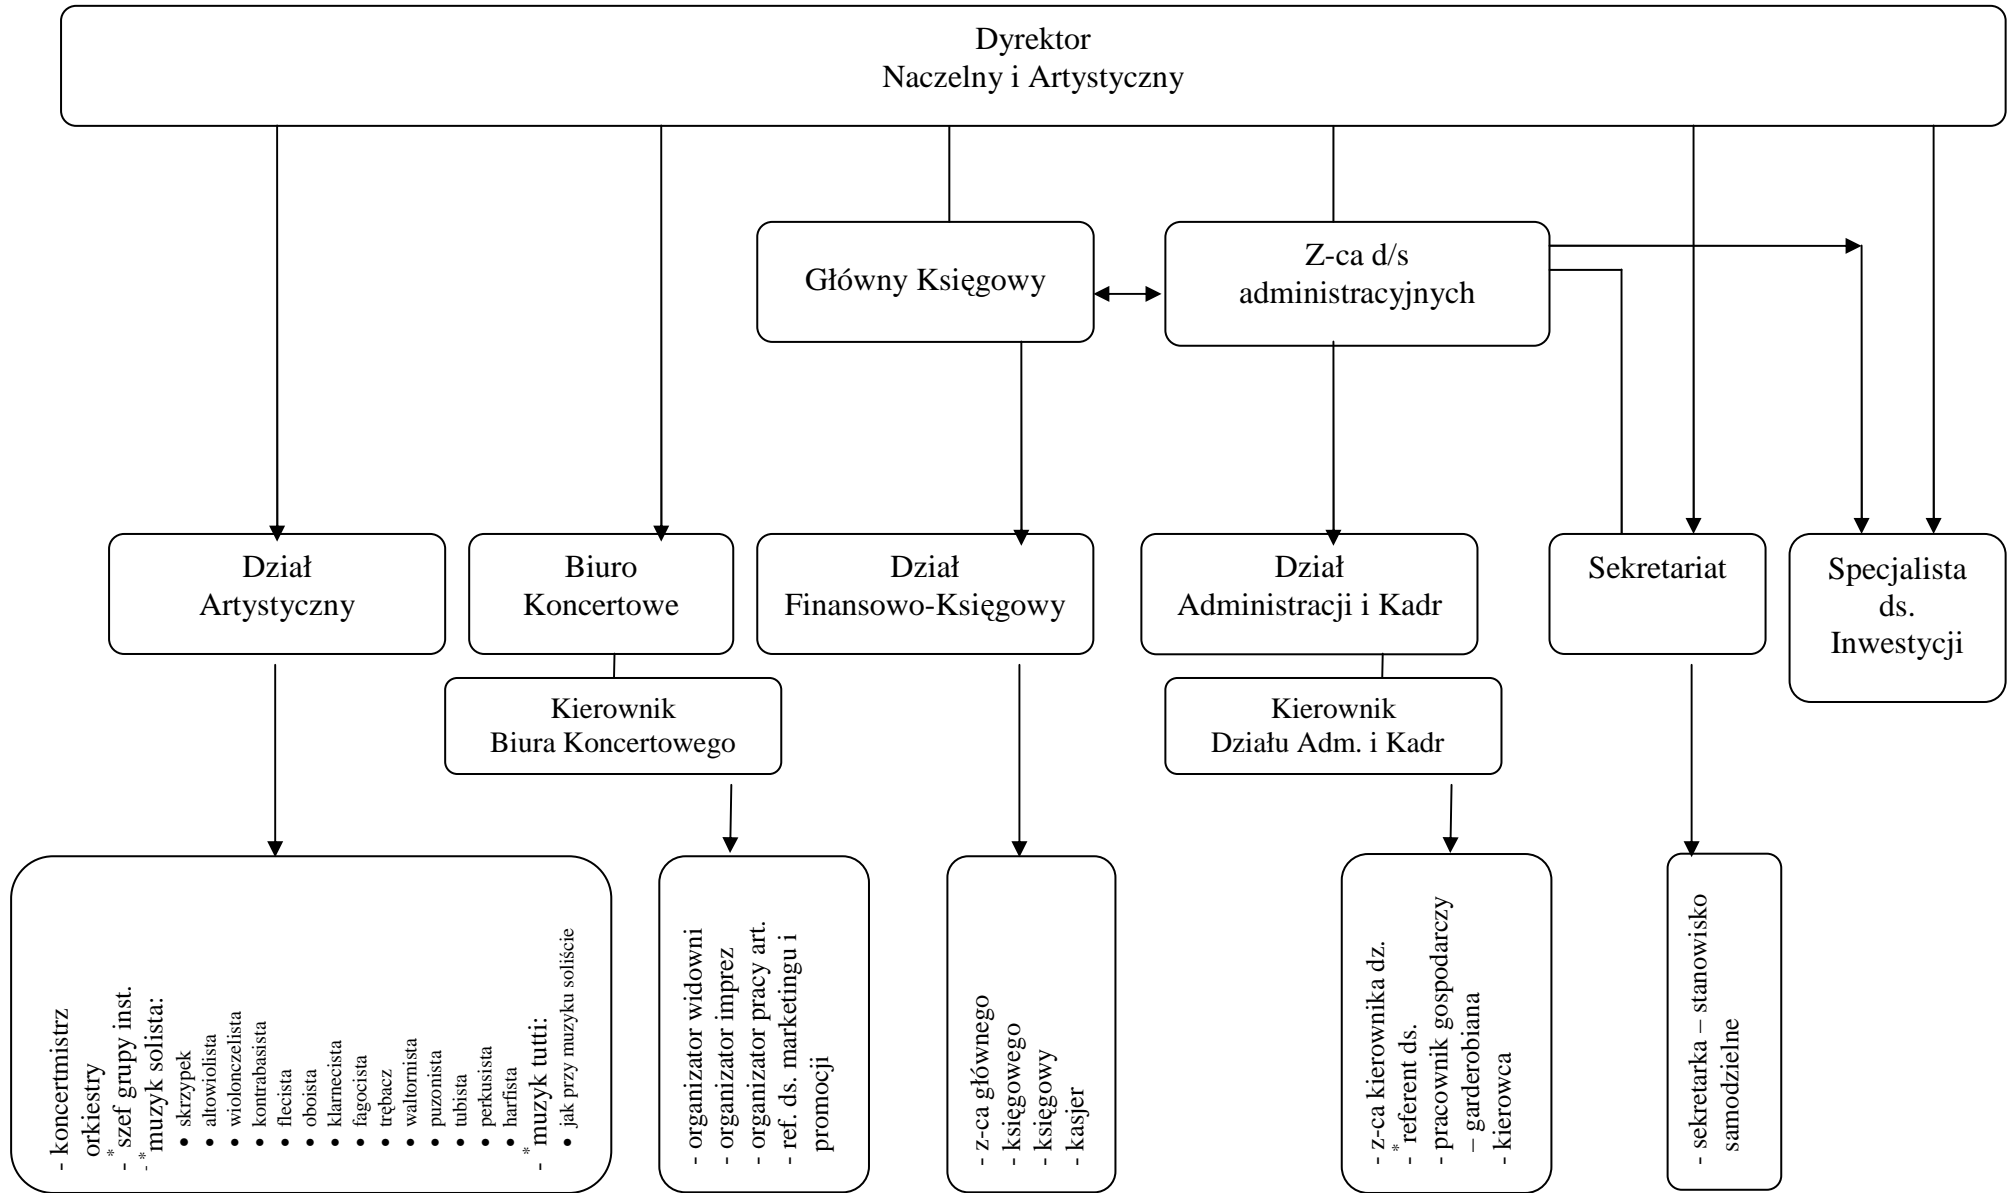 Dyrektor
Naczelny i Artystyczny
Główny Księgowy
Z-ca d/s
administracyjnych
Dział
Artystyczny
Biuro
Koncertowe
Dział
Finansowo-Księgowy
Dział
Administracji i Kadr
Sekretariat
Specjalista
ds.
Inwestycji
Kierownik
Biura Koncertowego
Kierownik
Działu Adm. i Kadr
- koncertmistrz
orkiestry
- * szef grupy inst.
- * muzyk solista:
• skrzypek
• altowiolista
• wiolonczelista
• kontrabasista
• flecista
• oboista
• klarnecista
• fagocista
• trębacz
• waltornista
• puzonista
• tubista
• perkusista
• harfista
- * muzyk tutti:
• jak przy muzyku soliście
- organizator widowni
- organizator imprez
- organizator pracy art.
- ref. ds. marketingu i
promocji
- z-ca głównego
- księgowego
- księgowy
- kasjer
- z-ca kierownika dz.
- * referent ds.
- pracownik gospodarczy
– garderobiana
- kierowca
- sekretarka – stanowisko
samodzielne